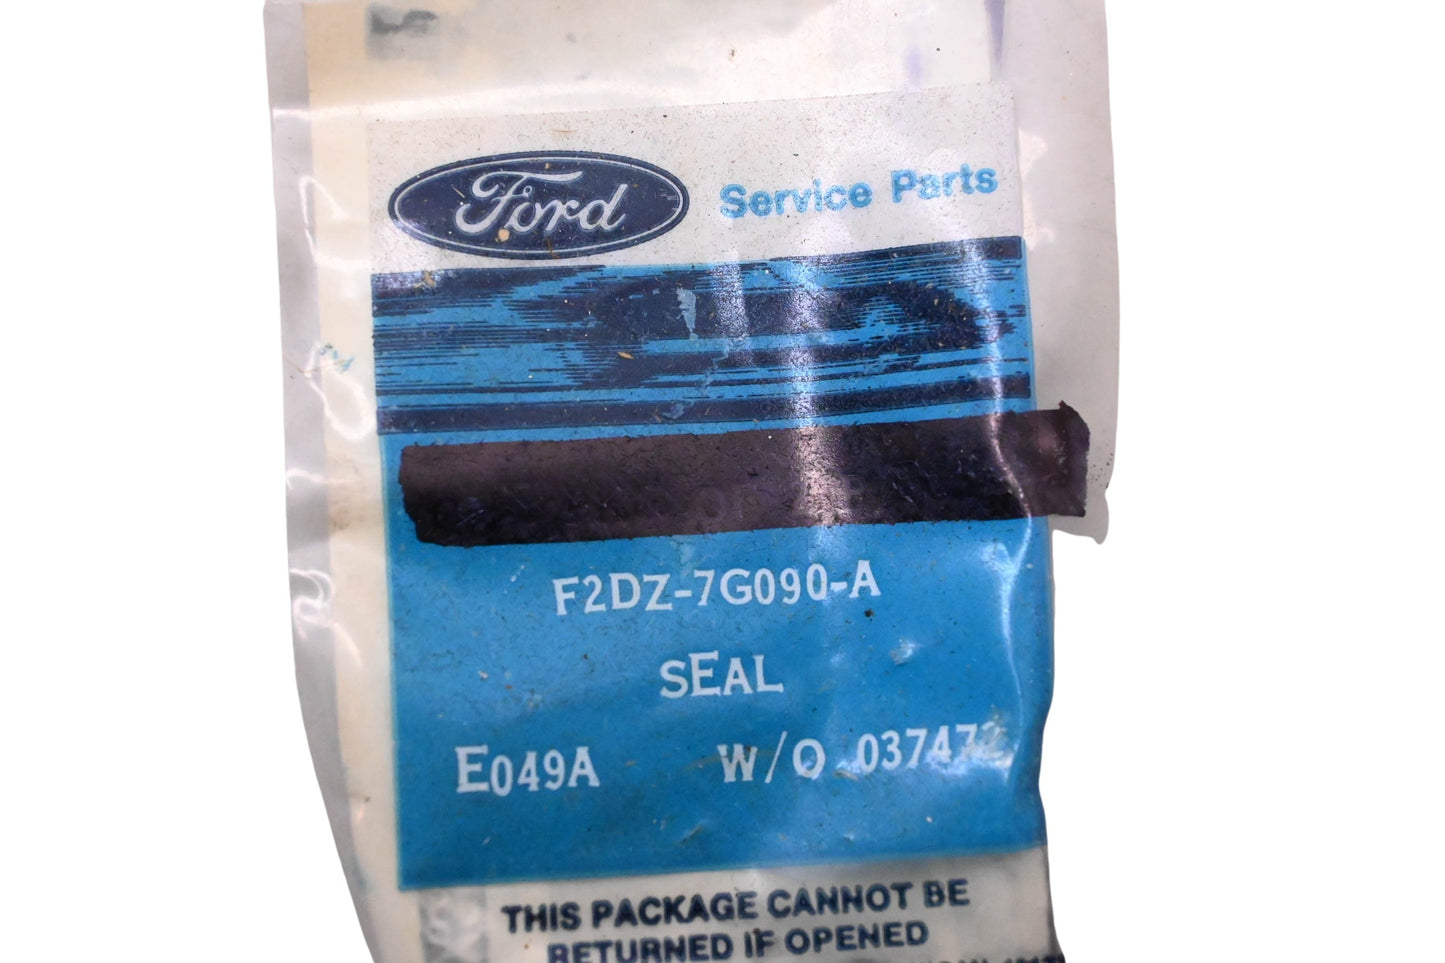 Ford Service Parts
F2DZ-7G090-A
SEAL
E049A W/O 037472
THIS PACKAGE CANNOT BE
RETURNED IF OPENED